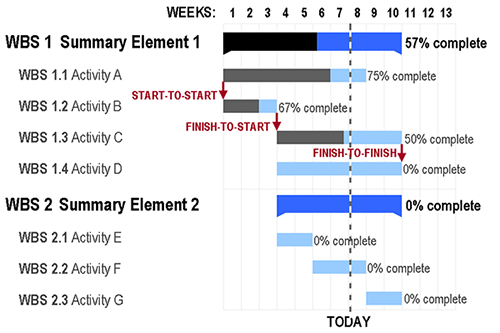 WEEKS: 1 2 3 4 5 6 7 8 9 10 11 12 13
WBS 1 Summary Element 1 57% complete
WBS 1.1 Activity A 75% complete
START-TO-START
WBS 1.2 Activity B 67% complete
FINISH-TO-START
WBS 1.3 Activity C 50% complete
FINISH-TO-FINISH
WBS 1.4 Activity D 0% complete
WBS 2 Summary Element 2 0% complete
WBS 2.1 Activity E 0% complete
WBS 2.2 Activity F 0% complete
WBS 2.3 Activity G 0% complete
TODAY